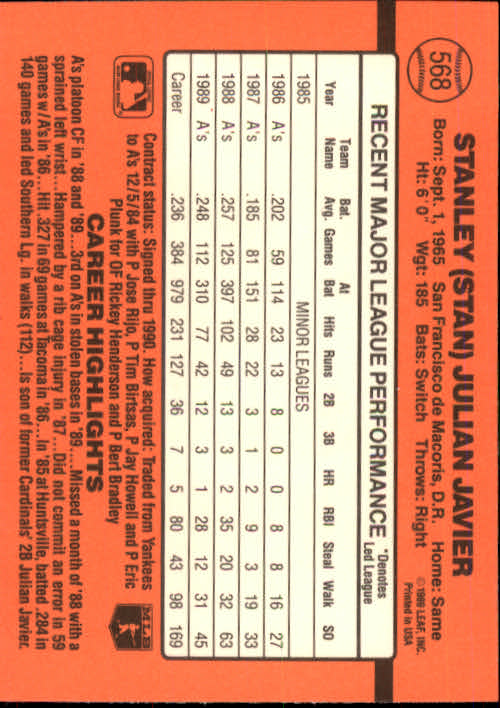 568
STANLEY (STAN) JULIAN JAVIER
Born: Sept. 1, 1965 San Francisco de Macoris, D.R. Home: Same
Ht: 6' 0" Wgt: 185 Bats: Switch Throws: Right
©1989 LEAF, INC.
Printed in USA
RECENT MAJOR LEAGUE PERFORMANCE
*Denotes
Led League
Year Team Name Bat. Avg. Games At Bat Hits Runs 2B 3B HR RBI Steal Walk SO
1985 MINOR LEAGUES
1986 A's .202 59 114 23 13 8 0 0 8 8 16 27
1987 A's .185 81 151 28 22 3 1 2 9 3 19 33
1988 A's .257 125 397 102 49 13 3 2 35 20 32 63
1989 A's .248 112 310 77 42 12 3 1 28 12 31 45
Career .236 384 979 231 127 36 7 5 80 43 98 169
Contract status: Signed thru 1990. How acquired: Traded from Yankees
to A's 12/5/84 with P Jose Rijo, P Tim Birtsas, P Jay Howell and P Eric
Plunk for OF Rickey Henderson and P Bert Bradley
MLB
CAREER HIGHLIGHTS
A's platoon CF in '88 and '89...3rd on A's in stolen bases in '89...Missed a month of '88 with a
sprained left wrist...Hampered by a rib cage injury in '87...Did not commit an error in 59
games w/A's in '86...Hit .327 in 69 games at Tacoma in '86...In '85 at Huntsville, batted .284 in
140 games and led Southern Lg. in walks (112)...Is son of former Cardinals' 2B Julian Javier.